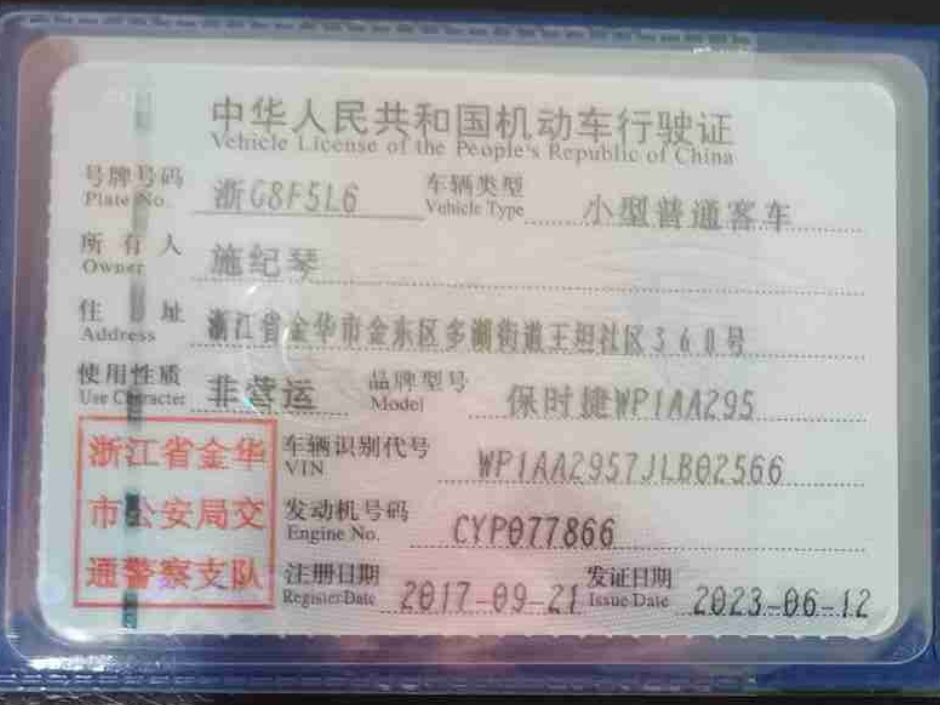 中华人民共和国机动车行驶证
Vehicle License of the People's Republic of China
号牌号码 浙G8F5L6 车辆类型 小型普通客车
Plate No. Vehicle Type
所有人 施纪琴
Owner
住址 浙江省金华市金东区多湖街道王坦社区360号
Address
使用性质 非营运 品牌型号 保时捷WP1AA295
Use Character Model
浙江省金华
市公安局交
通警察支队
车辆识别代号 WP1AA2957JLB02566
VIN
发动机号码 CYP077866
Engine No.
注册日期 2017-09-21 发证日期 2023-06-12
Register Date Issue Date